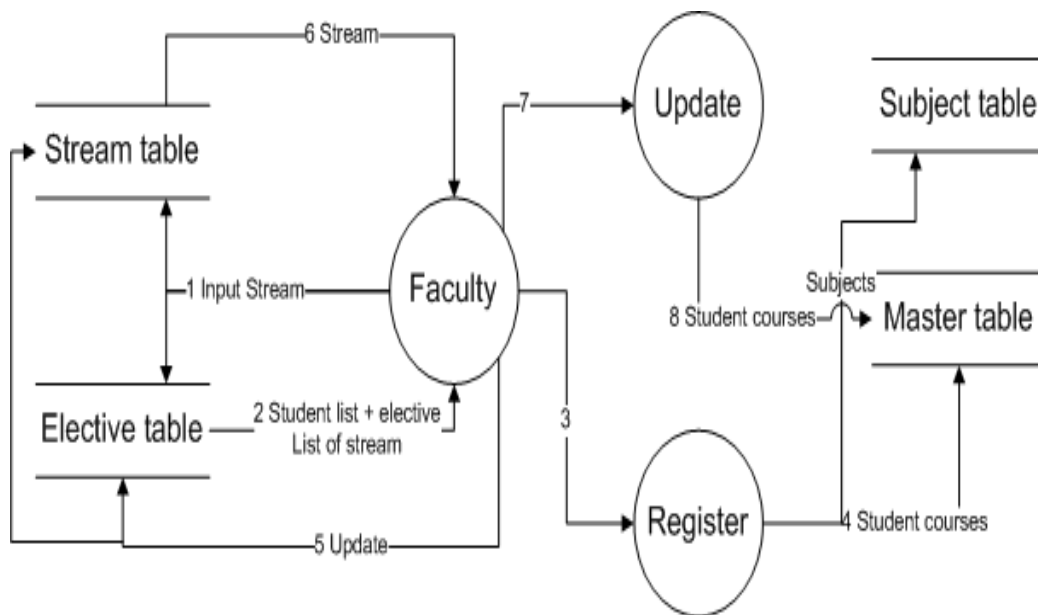 6 Stream
7
Update
Subject table
Stream table
1 Input Stream
Faculty
Subjects
8 Student courses
Master table
Elective table
2 Student list + elective
List of stream
3
Register
4 Student courses
5 Update